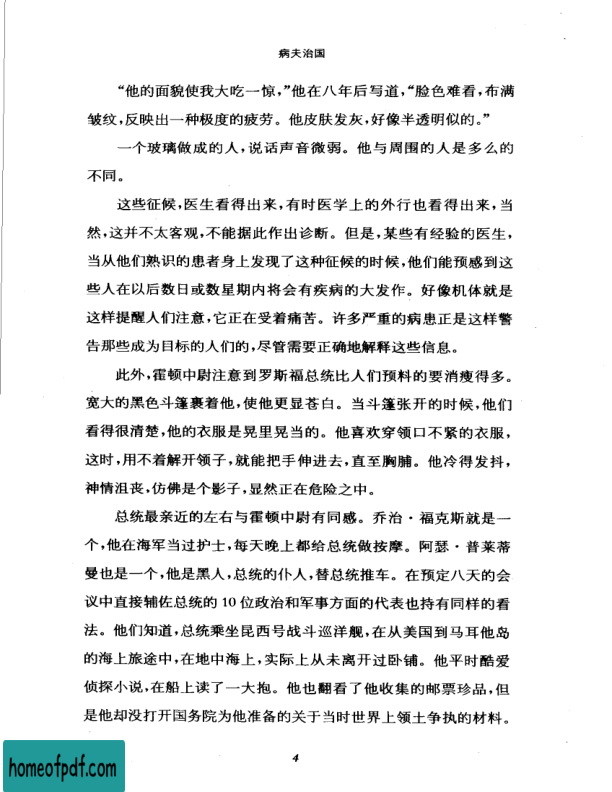 病夫治国
“他的面貌使我大吃一惊，”他在八年后写道，“脸色难看，布满
皱纹，反映出一种极度的疲劳。他皮肤发灰，好像半透明似的。”
一个玻璃做成的人，说话声音微弱。他与周围的人是多么的
不同。
这些征候，医生看得出来，有时医学上的外行也看得出来，当
然，这并不太客观，不能据此作出诊断。但是，某些有经验的医生，
当从他们熟识的患者身上发现了这种征候的时候，他们能预感到这
些人在以后数日或数星期内将会有疾病的大发作。好像机体就是
这样提醒人们注意，它正在受着痛苦。许多严重的病患正是这样警
告那些成为目标的人们的，尽管需要正确地解释这些信息。
此外，霍顿中尉注意到罗斯福总统比人们预料的要消瘦得多。
宽大的黑色斗篷裹着他，使他更显苍白。当斗篷张开的时候，他们
看得很清楚，他的衣服是晃里晃当的。他喜欢穿领口不紧的衣服，
这时，用不着解开领子，就能把手伸进去，直至胸脯。他冷得发抖，
神情沮丧，仿佛是个影子，显然正在危险之中。
总统最亲近的左右与霍顿中尉有同感。乔治·福克斯就是一
个，他在海军当过护士，每天晚上都给总统做按摩。阿瑟·普莱蒂
曼也是一个，他是黑人，总统的仆人，替总统推车。在预定八天的会
议中直接辅佐总统的 10 位政治和军事方面的代表也持有同样的看
法。他们知道，总统乘坐昆西号战斗巡洋舰，在从美国到马耳他岛
的海上旅途中，在地中海上，实际上从未离开过卧铺。他平时酷爱
侦探小说，在船上读了一大抱。他也翻看了他收集的邮票珍品，但
是他却没打开国务院为他准备的关于当时世界上领土争执的材料。
4
homeofpdf.com